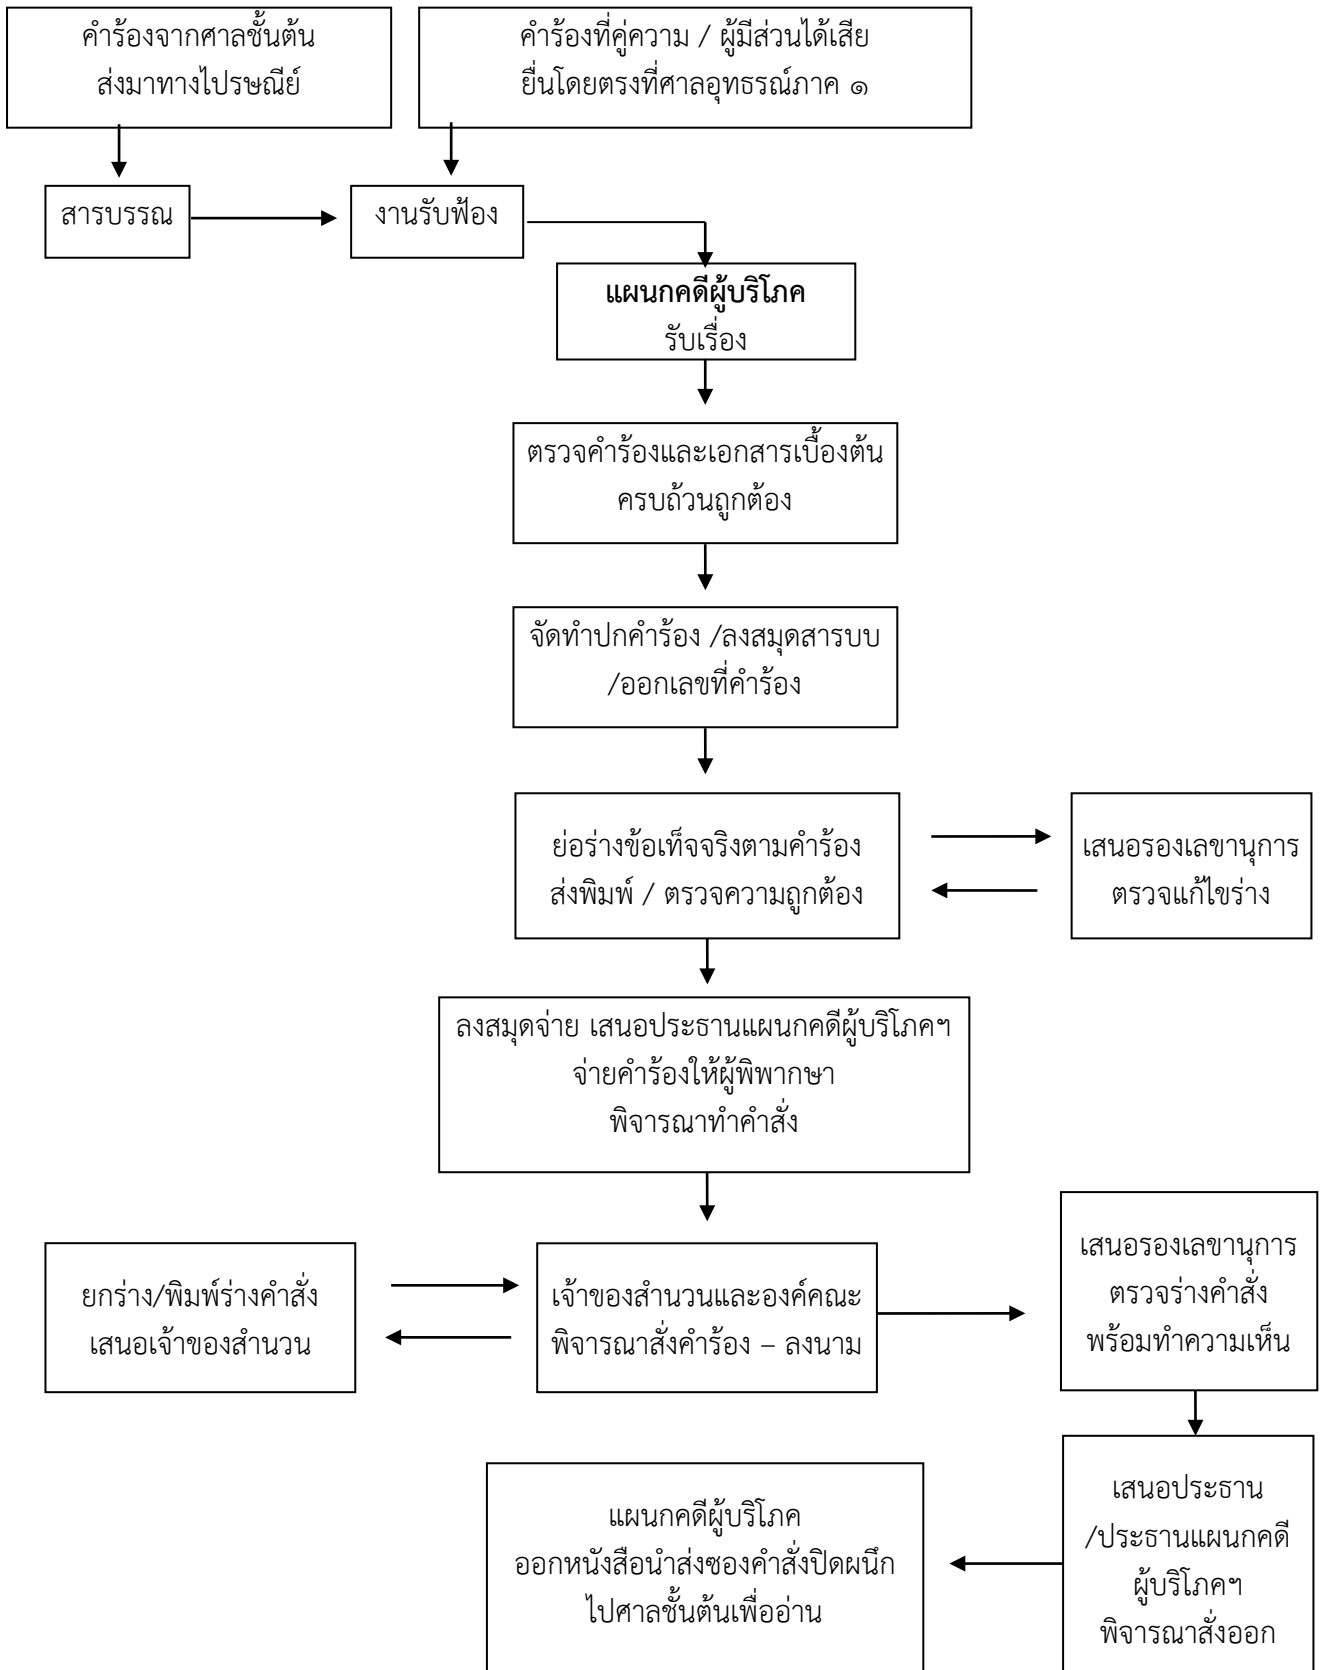 คำร้องจากศาลชั้นต้น
ส่งมาทางไปรษณีย์
คำร้องที่คู่ความ / ผู้มีส่วนได้เสีย
ยื่นโดยตรงที่ศาลอุทธรณ์ภาค ๑
สารบรรณ
งานรับฟ้อง
แผนกคดีผู้บริโภค
รับเรื่อง
ตรวจคำร้องและเอกสารเบื้องต้น
ครบถ้วนถูกต้อง
จัดทำปกคำร้อง /ลงสมุดสารบบ
/ออกเลขที่คำร้อง
ย่อร่างข้อเท็จจริงตามคำร้อง
ส่งพิมพ์ / ตรวจความถูกต้อง
เสนอรองเลขานุการ
ตรวจแก้ไขร่าง
ลงสมุดจ่าย เสนอประธานแผนกคดีผู้บริโภคฯ
จ่ายคำร้องให้ผู้พิพากษา
พิจารณาทำคำสั่ง
ยกร่าง/พิมพ์ร่างคำสั่ง
เสนอเจ้าของสำนวน
เจ้าของสำนวนและองค์คณะ
พิจารณาสั่งคำร้อง – ลงนาม
เสนอรองเลขานุการ
ตรวจร่างคำสั่ง
พร้อมทำความเห็น
เสนอประธาน
/ประธานแผนกคดี
ผู้บริโภคฯ
พิจารณาสั่งออก
แผนกคดีผู้บริโภค
ออกหนังสือนำส่งซองคำสั่งปิดผนึก
ไปศาลชั้นต้นเพื่ออ่าน